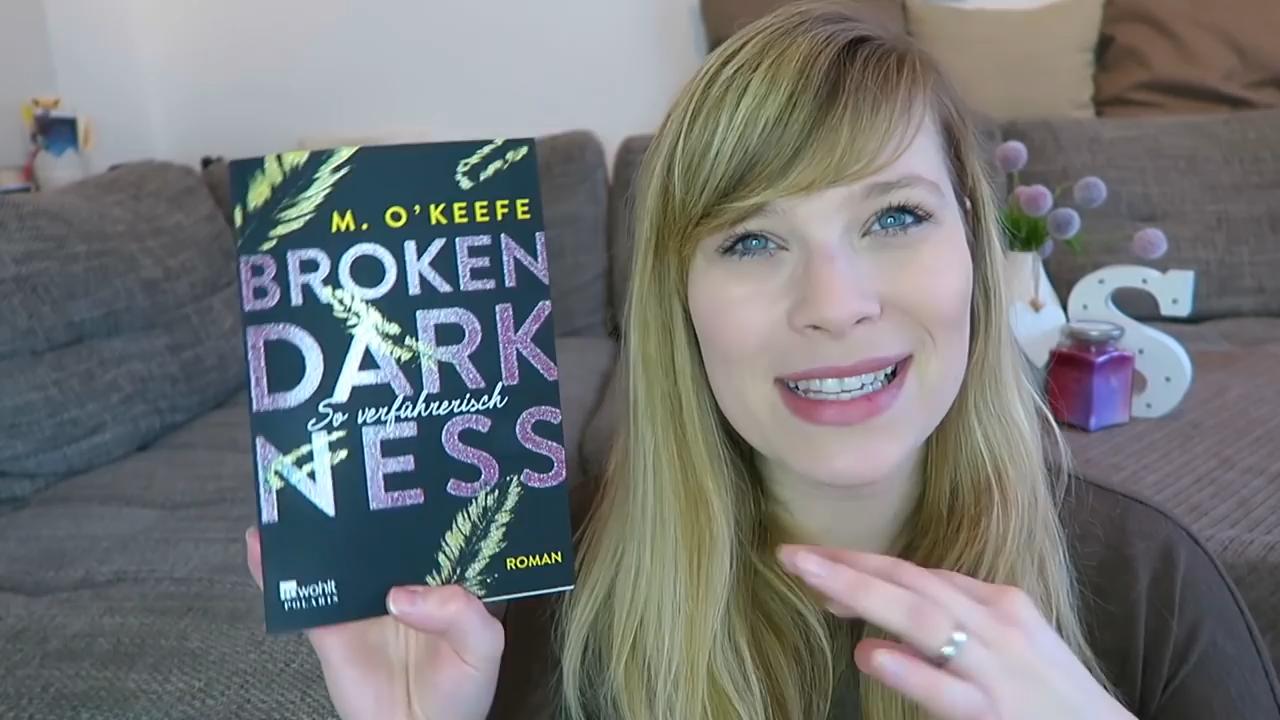 M. O'KEEFE
BROKEN
DARK
So verführerisch
NESS
ROMAN
rowohlt
POLARIS
S